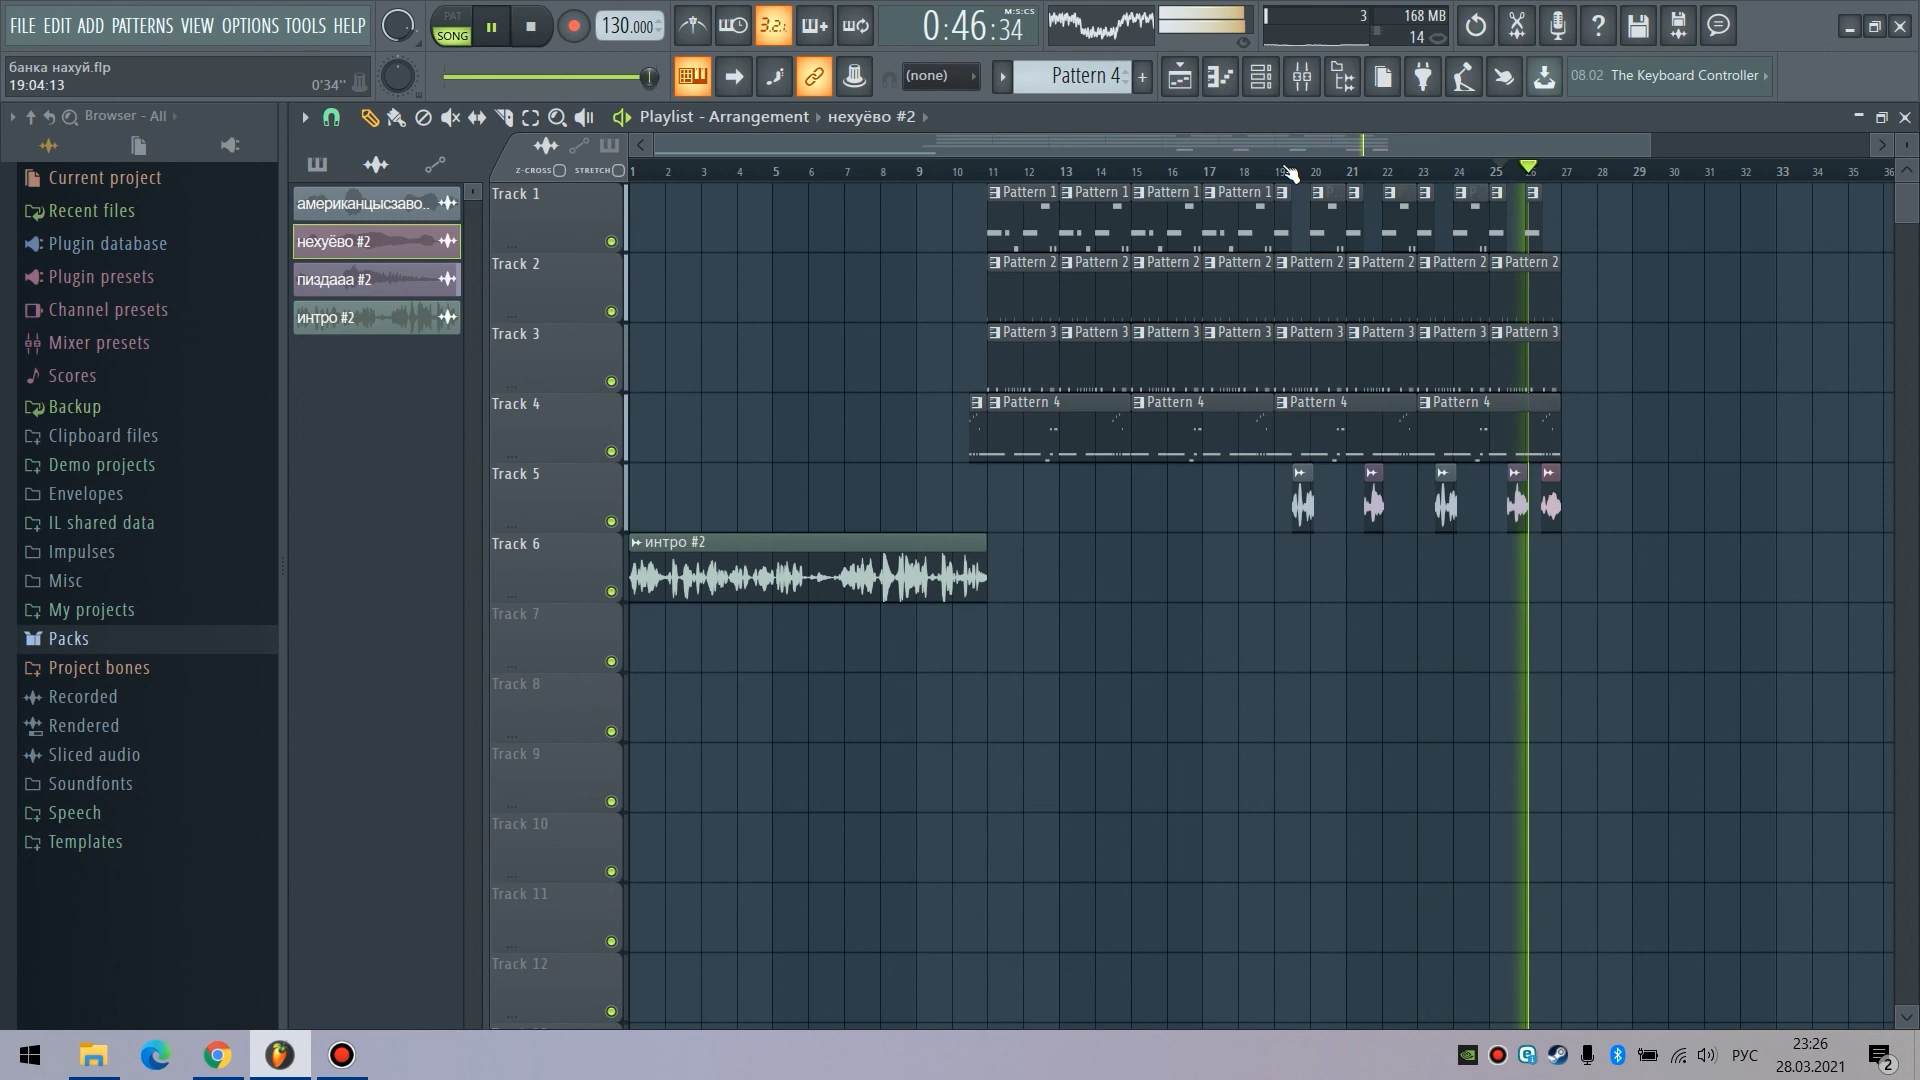 FILE EDIT ADD PATTERNS VIEW OPTIONS TOOLS HELP
PAT
SONG
130.000
3.2.
0:46:34
M:S:CS
3
168 MB
14
банка нахуй.flp
19:04:13
0'34"
(none)
Pattern 4
08.02 The Keyboard Controller
Browser - All
Playlist - Arrangement
нехуёво #2
Z-CROSS
STRETCH
1 2 3 4 5 6 7 8 9 10 11 12 13 14 15 16 17 18 19 20 21 22 23 24 25 26 27 28 29 30 31 32 33 34 35 36
Current project
Recent files
Plugin database
Plugin presets
Channel presets
Mixer presets
Scores
Backup
Clipboard files
Demo projects
Envelopes
IL shared data
Impulses
Misc
My projects
Packs
Project bones
Recorded
Rendered
Sliced audio
Soundfonts
Speech
Templates
американцысзаво..
нехуёво #2
пиздааа #2
интро #2
Track 1
Pattern 1 Pattern 1 Pattern 1 Pattern 1
Track 2
Pattern 2 Pattern 2 Pattern 2 Pattern 2 Pattern 2 Pattern 2 Pattern 2 Pattern 2
Track 3
Pattern 3 Pattern 3 Pattern 3 Pattern 3 Pattern 3 Pattern 3 Pattern 3 Pattern 3
Track 4
Pattern 4 Pattern 4 Pattern 4 Pattern 4
Track 5
Track 6
интро #2
Track 7
Track 8
Track 9
Track 10
Track 11
Track 12
РУС
23:26
28.03.2021
2